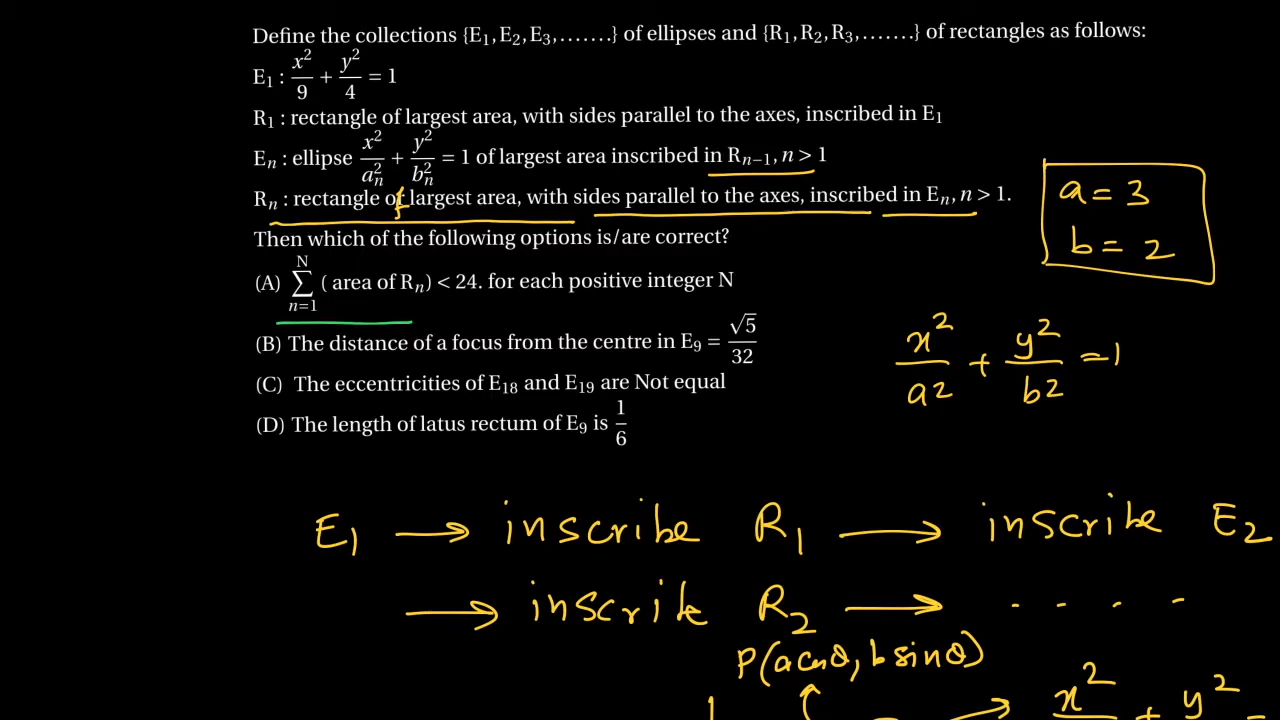 Define the collections {E₁, E₂, E₃, .......} of ellipses and {R₁, R₂, R₃, .......} of rectangles as follows:
E₁ : x²/9 + y²/4 = 1
R₁ : rectangle of largest area, with sides parallel to the axes, inscribed in E₁
Eₙ : ellipse x²/aₙ² + y²/bₙ² = 1 of largest area inscribed in Rₙ₋₁, n > 1
Rₙ : rectangle of largest area, with sides parallel to the axes, inscribed in Eₙ, n > 1.
a = 3
b = 2
Then which of the following options is/are correct?
(A) ∑ₙ₌₁ᴺ ( area of Rₙ) < 24. for each positive integer N
(B) The distance of a focus from the centre in E₉ = √5/32
(C) The eccentricities of E₁₈ and E₁₉ are Not equal
(D) The length of latus rectum of E₉ is 1/6
x²/a² + y²/b² = 1
E₁ → inscribe R₁ → inscribe E₂
→ inscribe R₂ → . . . .
P(a cosθ, b sinθ)
x² + y² =